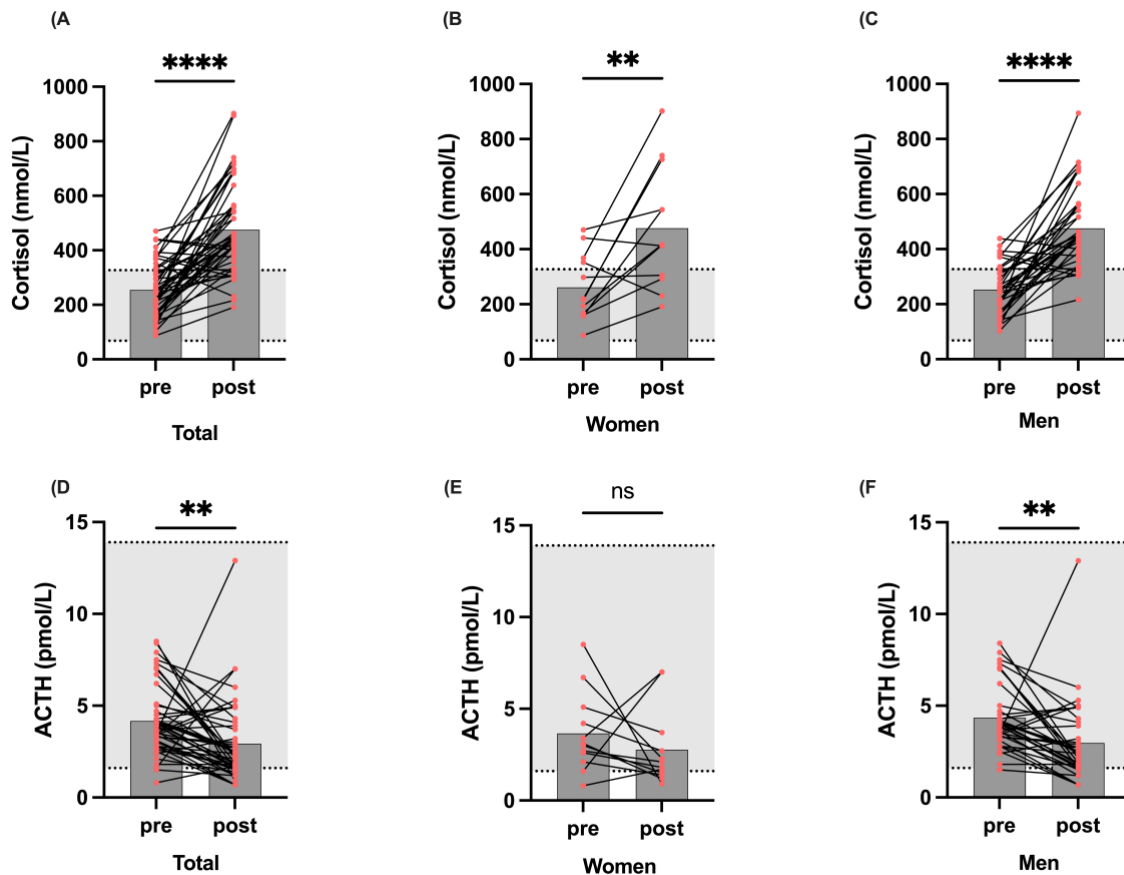 (A
****
Cortisol (nmol/L)
1000
800
600
400
200
0
pre post
Total
(B
**
Cortisol (nmol/L)
1000
800
600
400
200
0
pre post
Women
(C
****
Cortisol (nmol/L)
1000
800
600
400
200
0
pre post
Men
(D
**
ACTH (pmol/L)
15
10
5
0
pre post
Total
(E
ns
ACTH (pmol/L)
15
10
5
0
pre post
Women
(F
**
ACTH (pmol/L)
15
10
5
0
pre post
Men